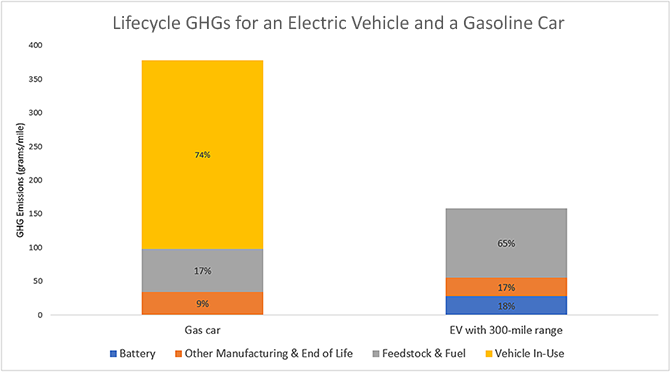 Lifecycle GHGs for an Electric Vehicle and a Gasoline Car
GHG Emissions (grams/mile)
400
350
300
250
200
150
100
50
0
74%
17%
9%
65%
17%
18%
Gas car
EV with 300-mile range
Battery
Other Manufacturing & End of Life
Feedstock & Fuel
Vehicle In-Use